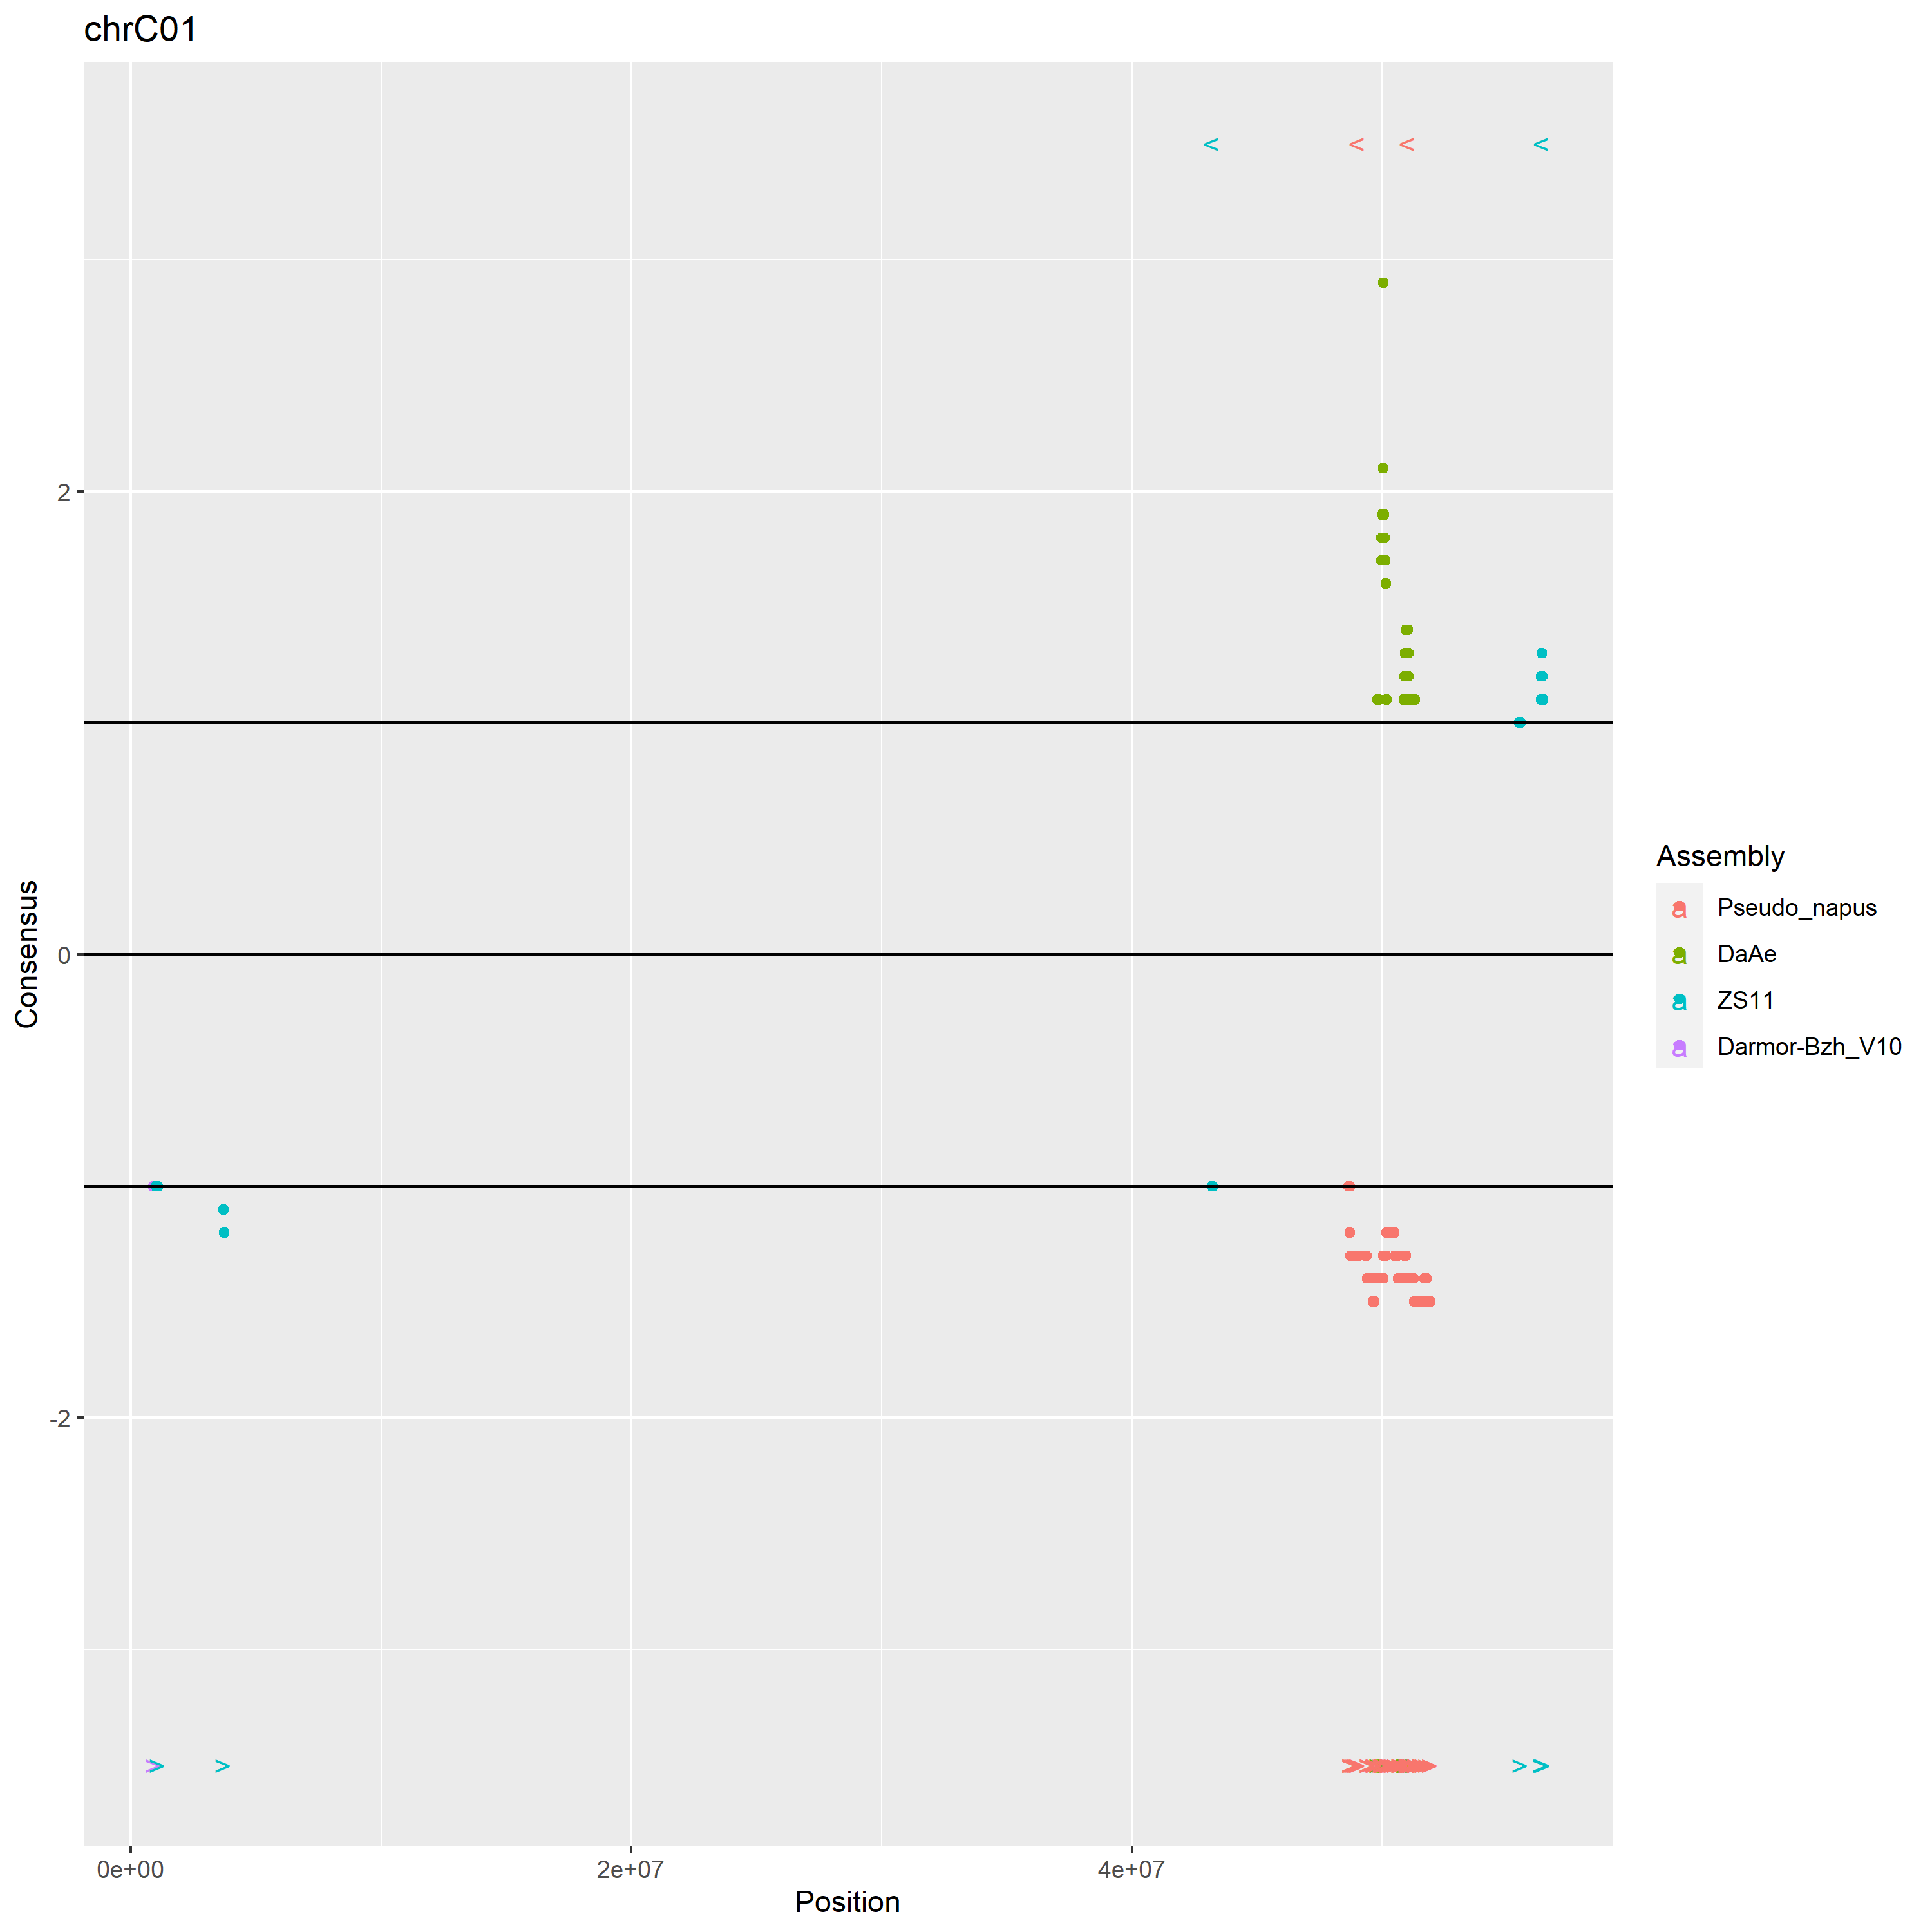 chrC01
< < < <
2
0
-2
Consensus
> > > >
0e+00 2e+07 4e+07
Position
Assembly
a Pseudo_napus
a DaAe
a ZS11
a Darmor-Bzh_V10